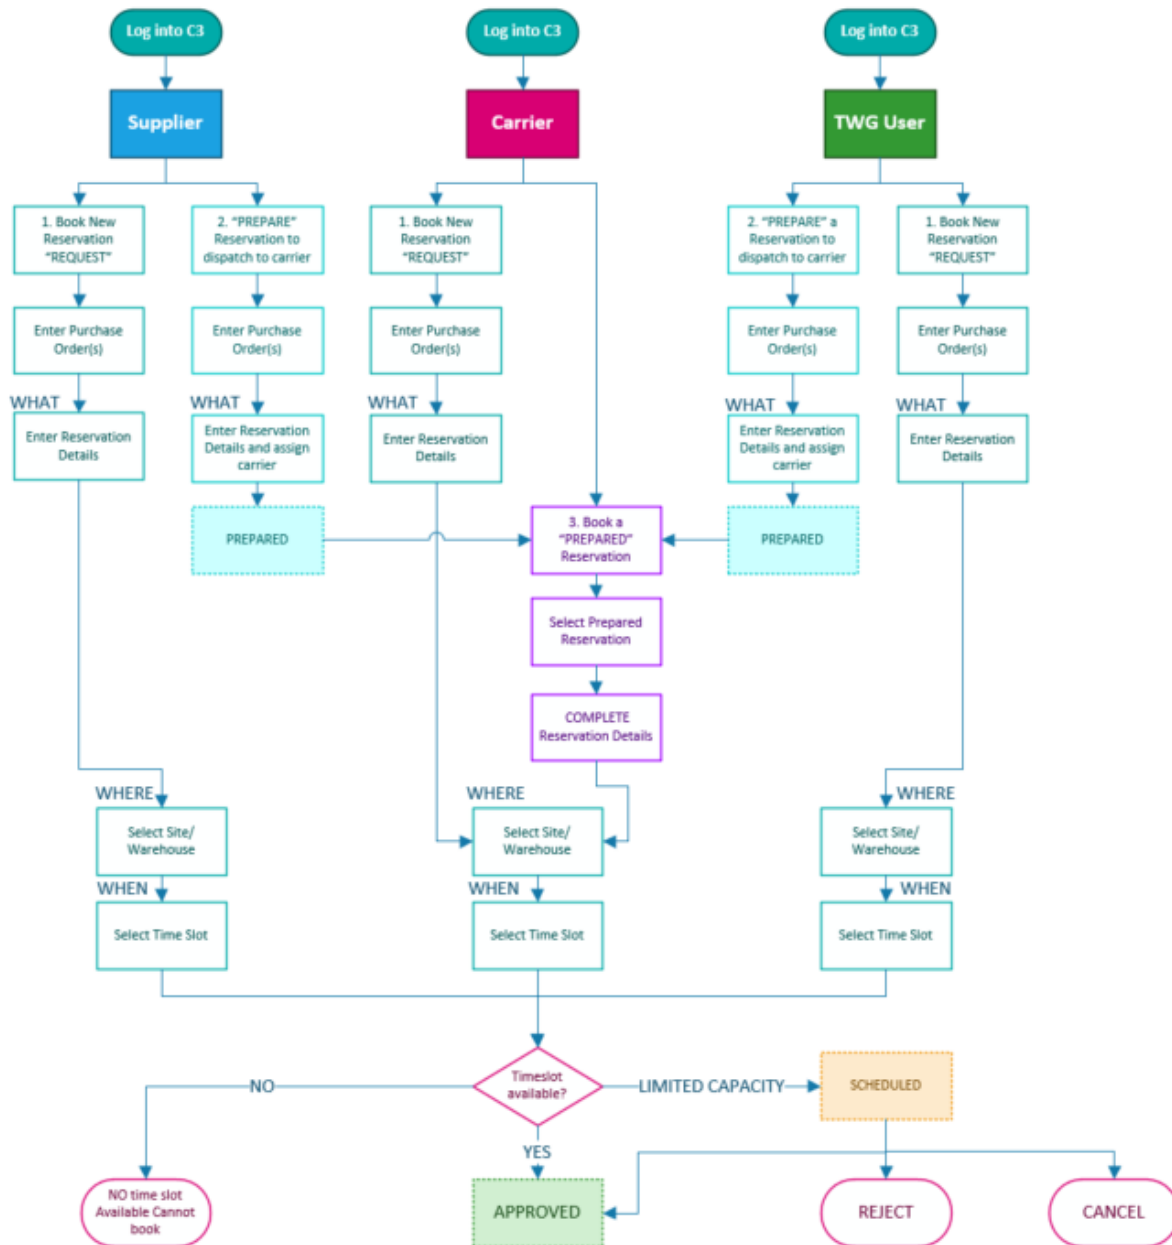 Log into C3
Log into C3
Log into C3
Supplier
Carrier
TWG User
1. Book New
Reservation
“REQUEST”
2. “PREPARE”
Reservation to
dispatch to carrier
1. Book New
Reservation
“REQUEST”
2. “PREPARE” a
Reservation to
dispatch to carrier
1. Book New
Reservation
“REQUEST”
Enter Purchase
Order(s)
Enter Purchase
Order(s)
Enter Purchase
Order(s)
Enter Purchase
Order(s)
Enter Purchase
Order(s)
WHAT
WHAT
WHAT
WHAT
WHAT
Enter Reservation
Details
Enter Reservation
Details and assign
carrier
Enter Reservation
Details
Enter Reservation
Details and assign
carrier
Enter Reservation
Details
PREPARED
3. Book a
“PREPARED”
Reservation
PREPARED
Select Prepared
Reservation
COMPLETE
Reservation Details
WHERE
WHERE
WHERE
Select Site/
Warehouse
Select Site/
Warehouse
Select Site/
Warehouse
WHEN
WHEN
WHEN
Select Time Slot
Select Time Slot
Select Time Slot
Timeslot
available?
NO
LIMITED CAPACITY
SCHEDULED
YES
NO time slot
Available Cannot
book
APPROVED
REJECT
CANCEL